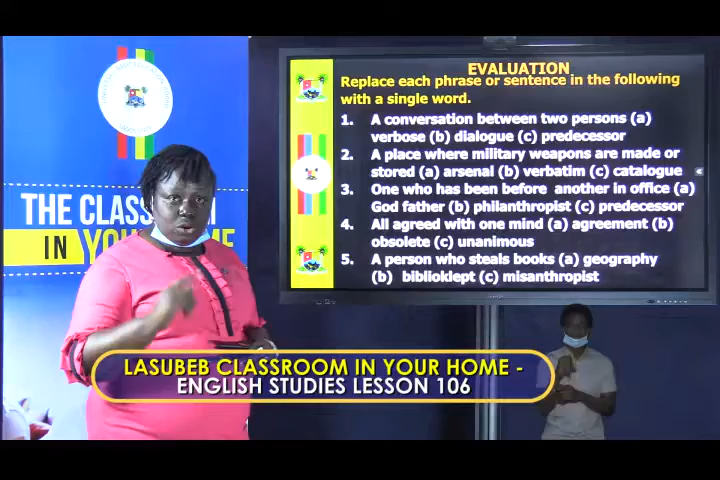 THE CLASS
IN YOU ME
EVALUATION
Replace each phrase or sentence in the following
with a single word.
1. A conversation between two persons (a)
verbose (b) dialogue (c) predecessor
2. A place where military weapons are made or
stored (a) arsenal (b) verbatim (c) catalogue
3. One who has been before another in office (a)
God father (b) philanthropist (c) predecessor
4. All agreed with one mind (a) agreement (b)
obsolete (c) unanimous
5. A person who steals books (a) geography
(b) biblioklept (c) misanthropist
LASUBEB CLASSROOM IN YOUR HOME -
ENGLISH STUDIES LESSON 106